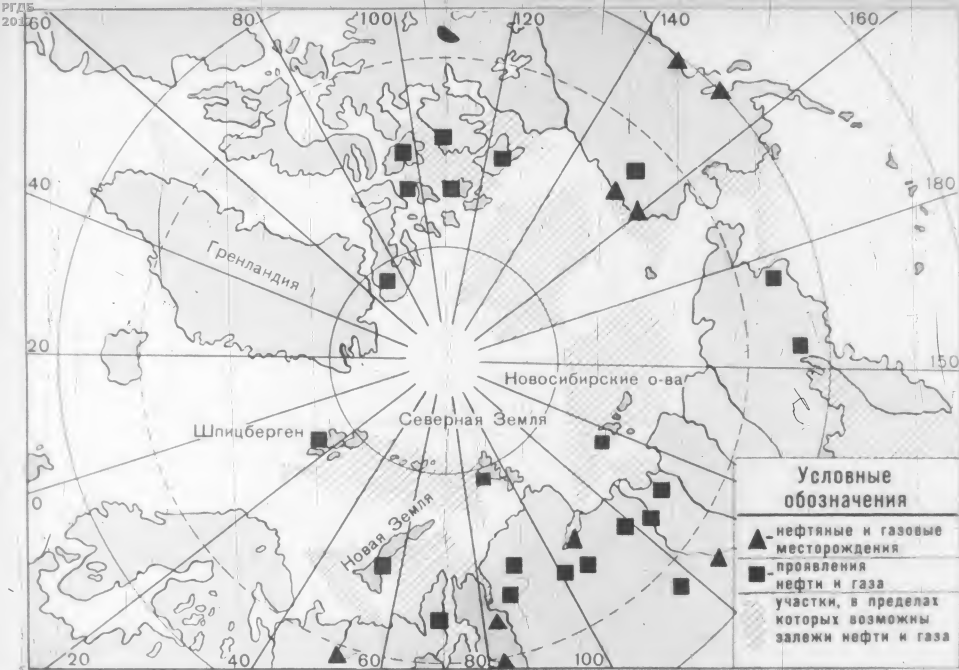 РГДБ
2015
60
80
100
120
140
160
40
180
Гренландия
20
150
Новосибирские о-ва
Северная Земля
Шпицберген
0
Новая Земля
Условные
обозначения
-нефтяные и газовые
месторождения
-проявления
нефти и газа
участки, в пределах
которых возможны
залежи нефти и газа
20
40
60
80
100